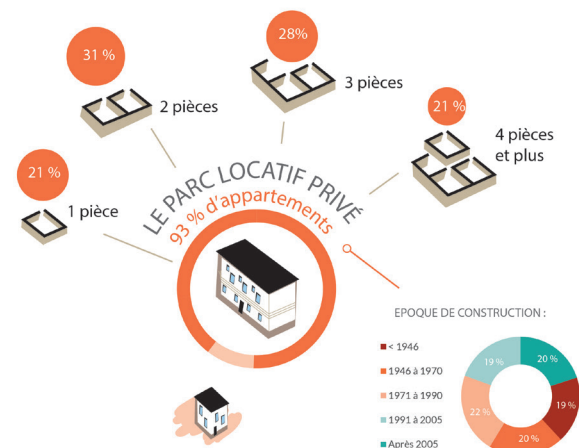 31 %
2 pièces
28%
3 pièces
21 %
4 pièces
et plus
21 %
1 pièce
LE PARC LOCATIF PRIVÉ
93 % d'appartements
EPOQUE DE CONSTRUCTION :
< 1946
1946 à 1970
1971 à 1990
1991 à 2005
Après 2005
19 %
20 %
22 %
19 %
20 %